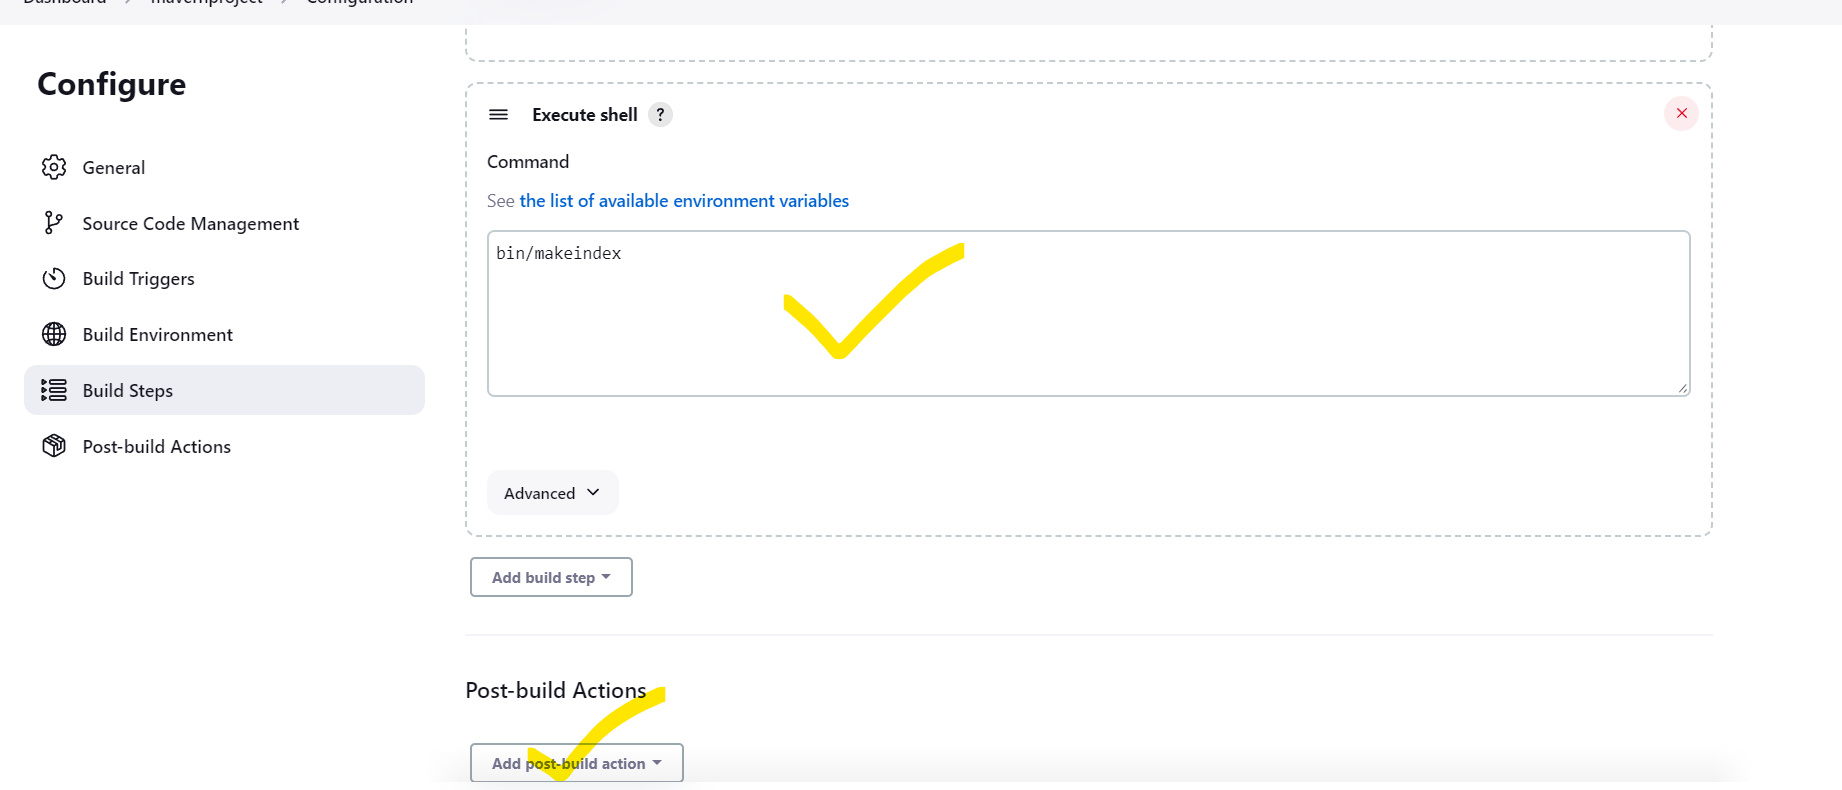 Dashboard > mavernproject > Configuration
Configure
General
Source Code Management
Build Triggers
Build Environment
Build Steps
Post-build Actions
Execute shell ?
Command
See the list of available environment variables
bin/makeindex
Advanced
Add build step
Post-build Actions
Add post-build action